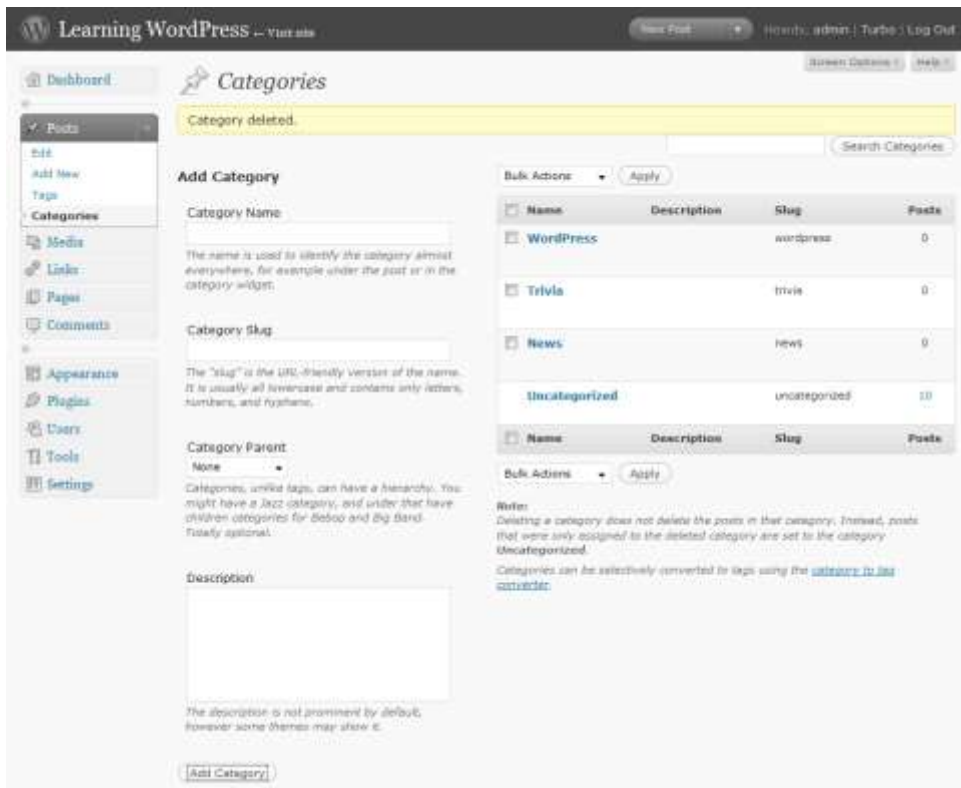 Learning WordPress ← Visit site
New Post
Howdy, admin | Turbo | Log Out
Screen Options Help
Dashboard
Posts
Edit
Add New
Tags
Categories
Media
Links
Pages
Comments
Appearance
Plugins
Users
Tools
Settings
Categories
Category deleted.
Search Categories
Add Category
Category Name
The name is used to identify the category almost
everywhere, for example under the post or in the
category widget.
Category Slug
The "slug" is the URL-friendly version of the name.
It is usually all lowercase and contains only letters,
numbers, and hyphens.
Category Parent
None
Categories, unlike tags, can have a hierarchy. You
might have a Jazz category, and under that have
children categories for Bebop and Big Band.
Totally optional.
Description
The description is not prominent by default,
however some themes may show it.
Add Category
Bulk Actions Apply
Name Description Slug Posts
WordPress wordpress 0
Trivia trivia 0
News news 0
Uncategorized uncategorized 10
Name Description Slug Posts
Bulk Actions Apply
Note:
Deleting a category does not delete the posts in that category. Instead, posts
that were only assigned to the deleted category are set to the category
Uncategorized.
Categories can be selectively converted to tags using the category to tag
converter.